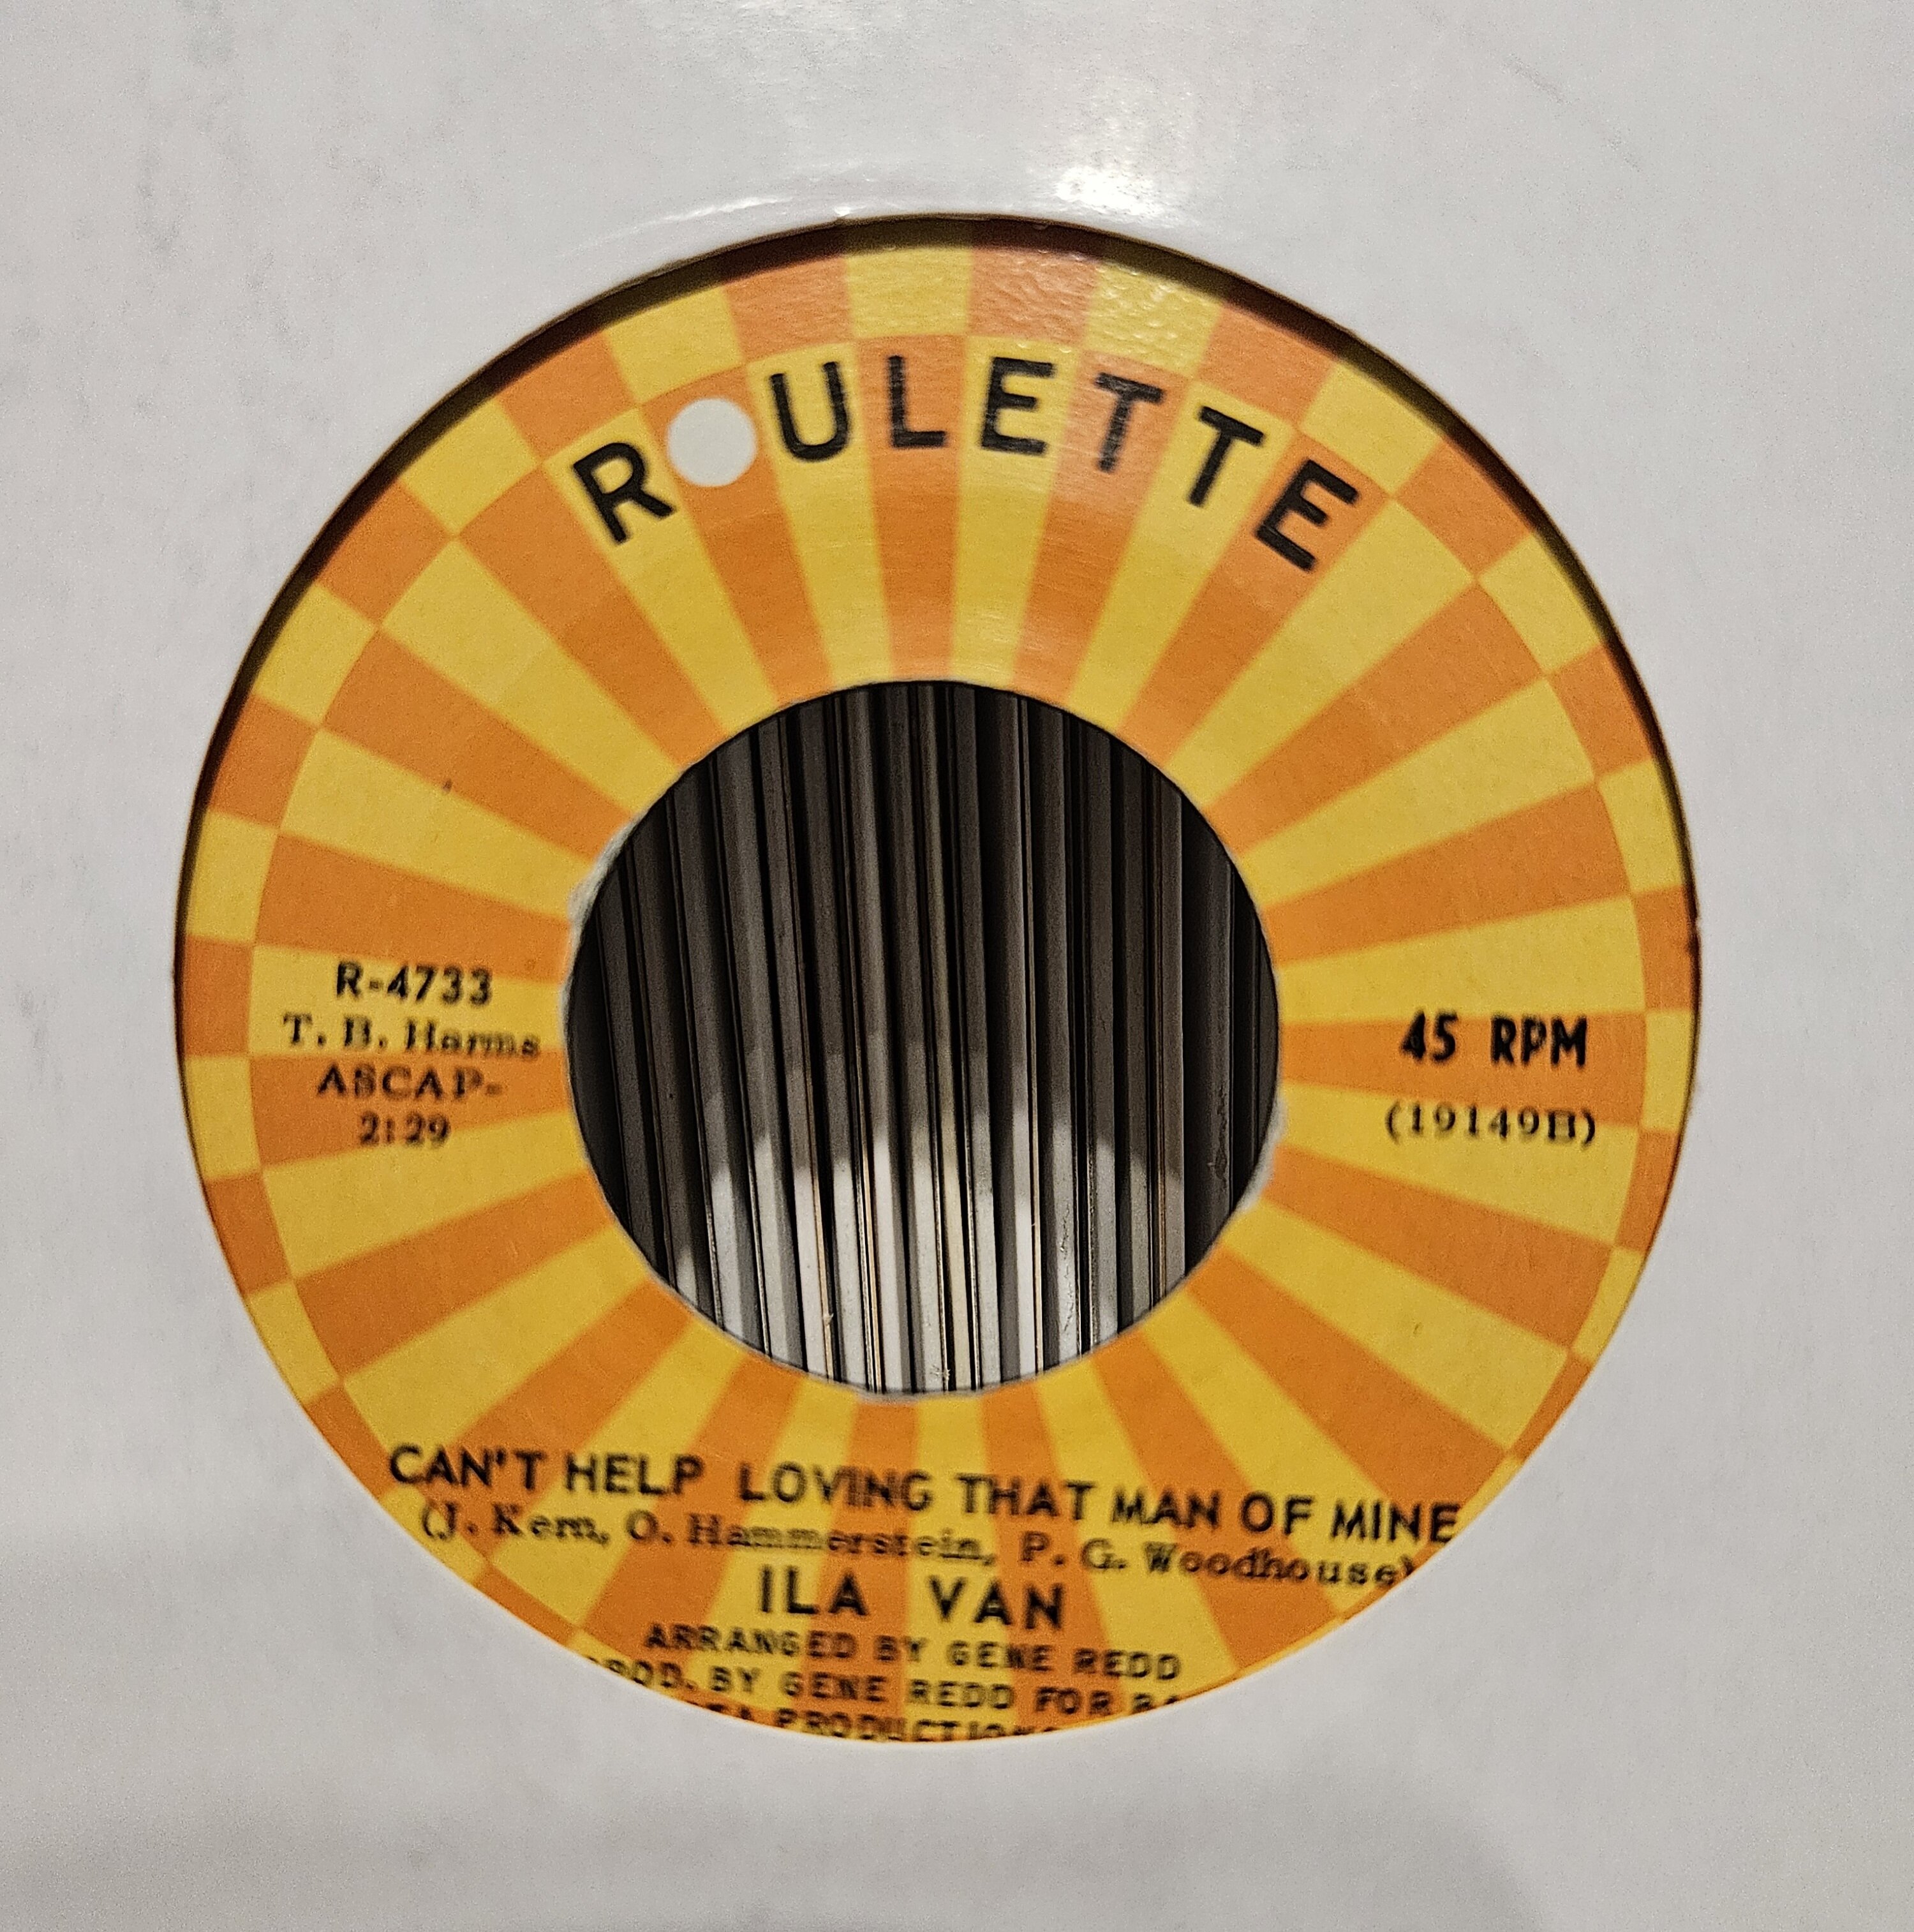 ROULETTE
R-4733
T. B. Harms
ASCAP-
2:29
45 RPM
(19149B)
CAN'T HELP LOVING THAT MAN OF MINE
(J. Kern, O. Hammerstein, P. G. Woodhouse)
ILA VAN
ARRANGED BY GENE REDD
BY GENE REDD FOR
PRODUCTIONS